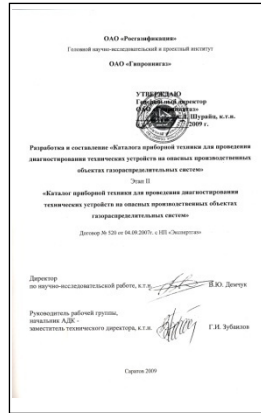 ОАО «Росгазификация»
Головной научно-исследовательский и проектный институт
ОАО «Гипрониигаз»
УТВЕРЖДАЮ
Генеральный директор
ОАО
Шурайц, к.т.н.
2009 г.
Разработка и составление «Каталога приборной техники для проведения
диагностирования технических устройств на опасных производственных
объектах газораспределительных систем»
Этап II
«Каталог приборной техники для проведения диагностирования
технических устройств на опасных производственных объектах
газораспределительных систем»
Договор № 520 от 04.09.2007г. с НП «Экспертгаз»
Директор
по научно-исследовательской работе, к.т.н.
В.Ю. Демчук
Руководитель рабочей группы,
начальник АДК -
заместитель технического директора, к.т.н.
Г.И. Зубаилов
Саратов 2009